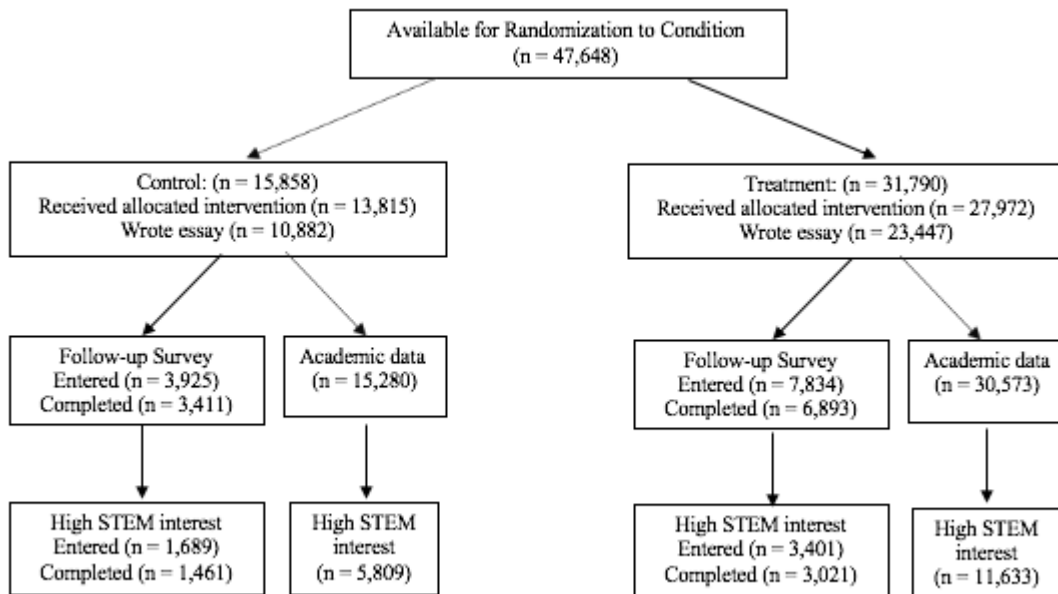 Available for Randomization to Condition
(n = 47,648)
Control: (n = 15,858)
Received allocated intervention (n = 13,815)
Wrote essay (n = 10,882)
Treatment: (n = 31,790)
Received allocated intervention (n = 27,972)
Wrote essay (n = 23,447)
Follow-up Survey
Entered (n = 3,925)
Completed (n = 3,411)
Academic data
(n = 15,280)
Follow-up Survey
Entered (n = 7,834)
Completed (n = 6,893)
Academic data
(n = 30,573)
High STEM interest
Entered (n = 1,689)
Completed (n = 1,461)
High STEM
interest
(n = 5,809)
High STEM interest
Entered (n = 3,401)
Completed (n = 3,021)
High STEM
interest
(n = 11,633)